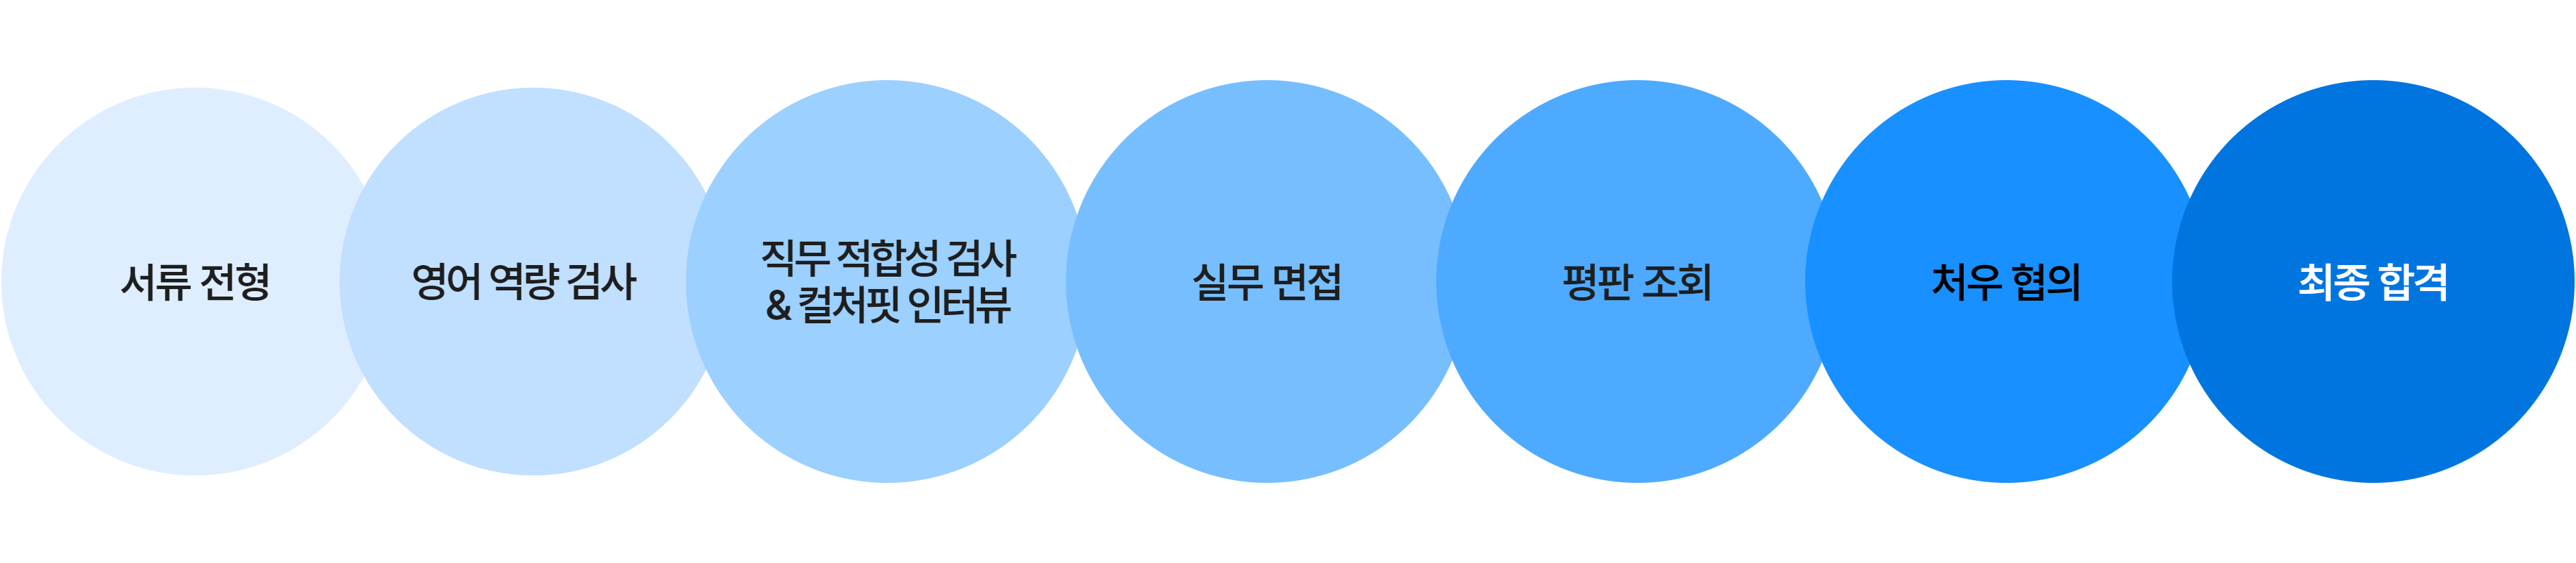 서류 전형
영어 역량 검사
직무 적합성 검사
& 컬처핏 인터뷰
실무 면접
평판 조회
처우 협의
최종 합격